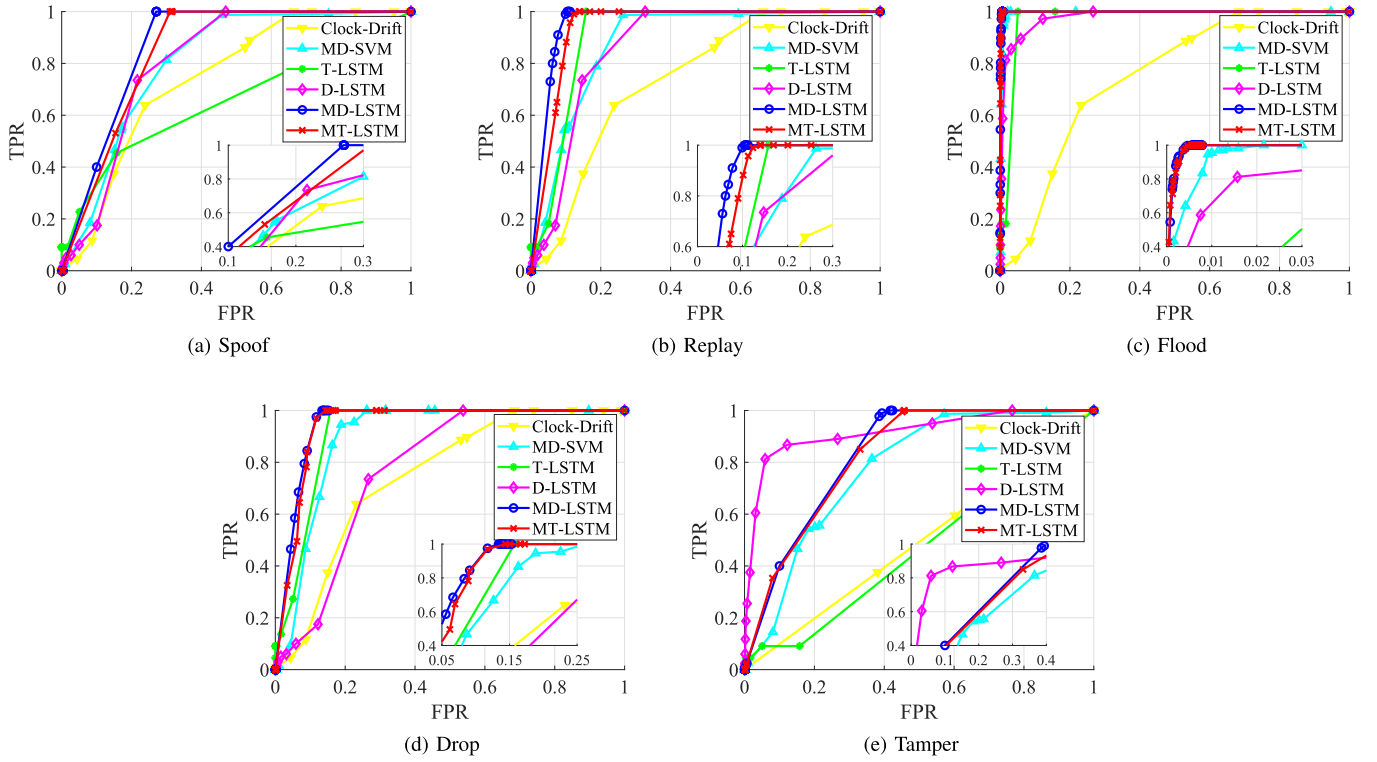 1
0.8
0.6
0.4
0.2
0
TPR
0 0.2 0.4 0.6 0.8 1
FPR
Clock-Drift
MD-SVM
T-LSTM
D-LSTM
MD-LSTM
MT-LSTM
1
0.8
0.6
0.4
0.1 0.2 0.3
(a) Spoof
1
0.8
0.6
0.4
0.2
0
TPR
0 0.2 0.4 0.6 0.8 1
FPR
Clock-Drift
MD-SVM
T-LSTM
D-LSTM
MD-LSTM
MT-LSTM
1
0.8
0.6
0 0.1 0.2 0.3
(b) Replay
1
0.8
0.6
0.4
0.2
0
TPR
0 0.2 0.4 0.6 0.8 1
FPR
Clock-Drift
MD-SVM
T-LSTM
D-LSTM
MD-LSTM
MT-LSTM
1
0.8
0.6
0.4
0 0.01 0.02 0.03
(c) Flood
1
0.8
0.6
0.4
0.2
0
TPR
0 0.2 0.4 0.6 0.8 1
FPR
Clock-Drift
MD-SVM
T-LSTM
D-LSTM
MD-LSTM
MT-LSTM
1
0.8
0.6
0.4
0.05 0.15 0.25
(d) Drop
1
0.8
0.6
0.4
0.2
0
TPR
0 0.2 0.4 0.6 0.8 1
FPR
Clock-Drift
MD-SVM
T-LSTM
D-LSTM
MD-LSTM
MT-LSTM
1
0.8
0.6
0.4
0 0.1 0.2 0.3 0.4
(e) Tamper